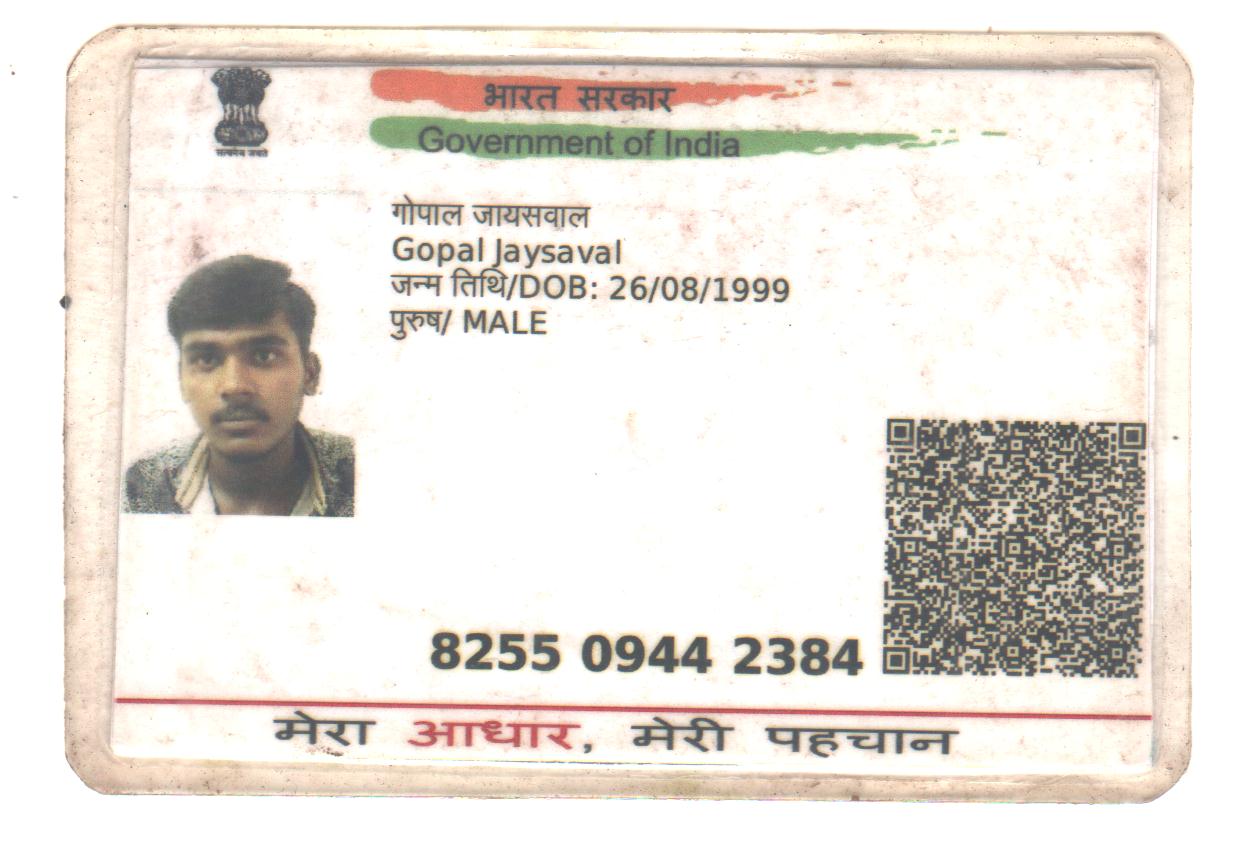 भारत सरकार
Government of India
सत्यमेव जयते
गोपाल जायसवाल
Gopal Jaysaval
जन्म तिथि/DOB: 26/08/1999
पुरुष/ MALE
8255 0944 2384
मेरा आधार, मेरी पहचान